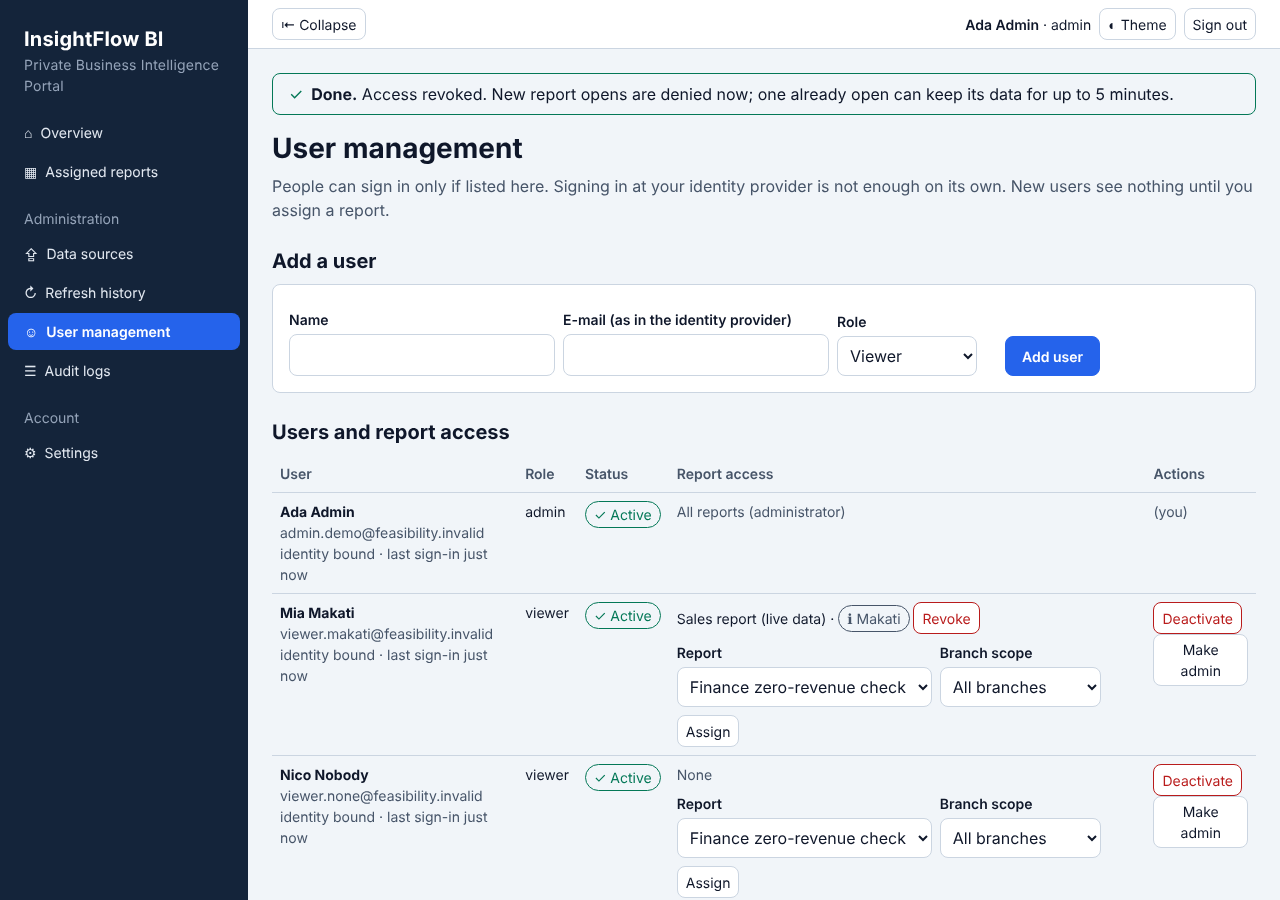 InsightFlow BI
Private Business Intelligence
Portal
⌂ Overview
▦ Assigned reports
Administration
⇪ Data sources
↻ Refresh history
☺ User management
☰ Audit logs
Account
⚙ Settings
⇤ Collapse
Ada Admin · admin
◖ Theme
Sign out
✓ Done. Access revoked. New report opens are denied now; one already open can keep its data for up to 5 minutes.
User management
People can sign in only if listed here. Signing in at your identity provider is not enough on its own. New users see nothing until you
assign a report.
Add a user
Name
E-mail (as in the identity provider)
Role
Viewer
Add user
Users and report access
User Role Status Report access Actions
Ada Admin admin ✓ Active All reports (administrator) (you)
admin.demo@feasibility.invalid
identity bound · last sign-in just
now
Mia Makati viewer ✓ Active Sales report (live data) · ℹ Makati Revoke Deactivate
viewer.makati@feasibility.invalid
identity bound · last sign-in just
now
Report Branch scope
Finance zero-revenue check All branches
Assign
Make
admin
Nico Nobody viewer ✓ Active None Deactivate
viewer.none@feasibility.invalid
identity bound · last sign-in just
now
Report Branch scope
Finance zero-revenue check All branches
Assign
Make
admin